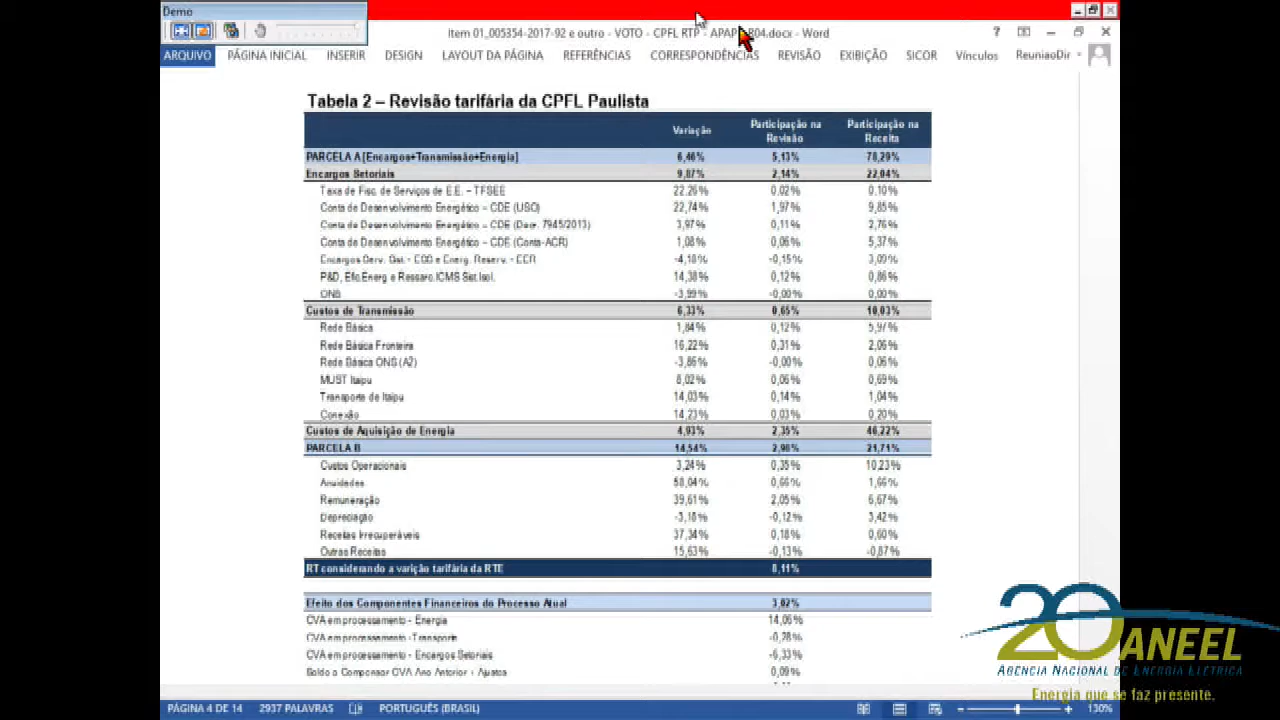 Demo
Item 01_005354-2017-92 e outro - VOTO - CPFL RTP - APAP 04.docx - Word
ARQUIVO PÁGINA INICIAL INSERIR DESIGN LAYOUT DA PÁGINA REFERÊNCIAS CORRESPONDÊNCIAS REVISÃO EXIBIÇÃO SICOR Vínculos ReuniaoDir
Tabela 2 – Revisão tarifária da CPFL Paulista
Variação Participação na Revisão Participação na Receita
PARCELA A [Encargos+Transmissão+Energia] 6,46% 5,13% 78,29%
Encargos Setoriais 9,87% 2,14% 22,04%
Taxa de Fisc. de Serviços de E.E. – TFSEE 22,26% 0,02% 0,10%
Conta de Desenvolvimento Energético – CDE (USO) 22,74% 1,97% 9,85%
Conta de Desenvolvimento Energético – CDE (Decr. 7945/2013) 3,97% 0,11% 2,76%
Conta de Desenvolvimento Energético – CDE (Conta-ACR) 1,08% 0,06% 5,37%
Encargos Serv. Sist. - ESS e Energ. Reserv. - EER -4,18% -0,15% 3,09%
P&D, Efic.Energ e Ressarc.ICMS Sist.Isol. 14,38% 0,12% 0,86%
ONS -3,99% -0,00% 0,00%
Custos de Transmissão 6,33% 0,65% 10,03%
Rede Básica 1,84% 0,12% 5,97%
Rede Básica Fronteira 16,22% 0,31% 2,06%
Rede Básica ONS (A2) -3,86% -0,00% 0,06%
MUST Itaipu 8,02% 0,06% 0,69%
Transporte de Itaipu 14,03% 0,14% 1,04%
Conexão 14,23% 0,03% 0,20%
Custos de Aquisição de Energia 4,93% 2,35% 46,22%
PARCELA B 14,54% 2,98% 21,71%
Custos Operacionais 3,24% 0,35% 10,23%
Anuidades 58,04% 0,66% 1,66%
Remuneração 39,61% 2,05% 6,67%
Depreciação -3,18% -0,12% 3,42%
Receitas Irrecuperáveis 37,34% 0,18% 0,60%
Outras Receitas 15,63% -0,13% -0,87%
RT considerando a varição tarifária da RTE 8,11%
Efeito dos Componentes Financeiros do Processo Atual 3,02%
CVA em processamento - Energia 14,06%
CVA em processamento -Transporte -0,28%
CVA em processamento - Encargos Setoriais -6,33%
Saldo a Compensar CVA Ano Anterior + Ajustes 0,09%
20 ANEEL
AGÊNCIA NACIONAL DE ENERGIA ELÉTRICA
Energia que se faz presente.
PÁGINA 4 DE 14 2937 PALAVRAS PORTUGUÊS (BRASIL) 130%